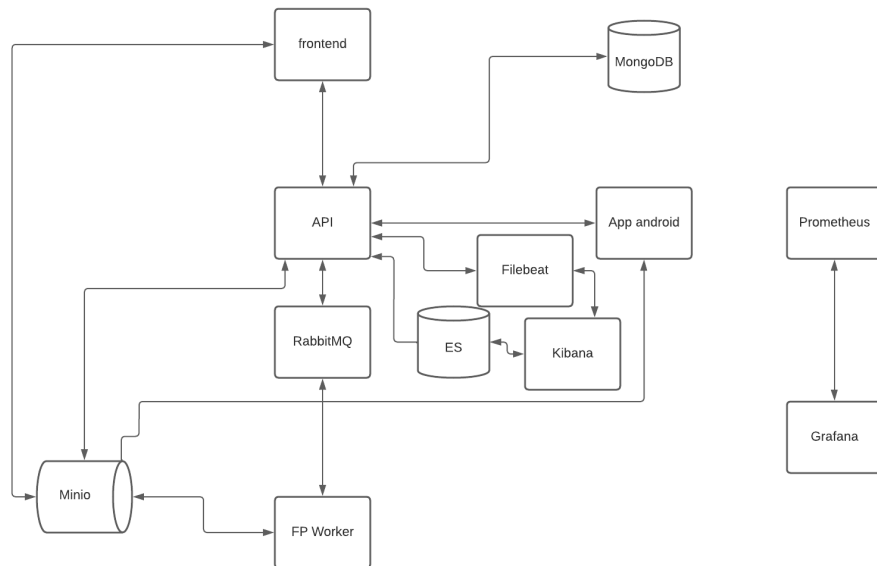 frontend
MongoDB
API
App android
Prometheus
Filebeat
RabbitMQ
ES
Kibana
Grafana
Minio
FP Worker